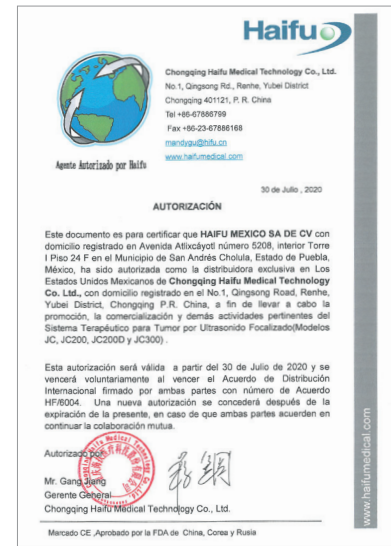 Haifu
Chongqing Haifu Medical Technology Co., Ltd.
No.1, Qingsong Rd., Renhe, Yubei District
Chongqing 401121, P. R. China
Tel +86-67886799
Fax +86-23-67886168
mandygu@hifu.cn
www.haifumedical.com
Agente Autorizado por Haifu
30 de Julio , 2020
AUTORIZACIÓN
Este documento es para certificar que HAIFU MEXICO SA DE CV con
domicilio registrado en Avenida Atlixcáyotl número 5208, interior Torre
I Piso 24 F en el Municipio de San Andrés Cholula, Estado de Puebla,
México, ha sido autorizada como la distribuidora exclusiva en Los
Estados Unidos Mexicanos de Chongqing Haifu Medical Technology
Co. Ltd., con domicilio registrado en el No.1, Qingsong Road, Renhe,
Yubei District, Chongqing P.R. China, a fin de llevar a cabo la
promoción, la comercialización y demás actividades pertinentes del
Sistema Terapéutico para Tumor por Ultrasonido Focalizado(Modelos
JC, JC200, JC200D y JC300) .
Esta autorización será válida a partir del 30 de Julio de 2020 y se
vencerá voluntariamente al vencer el Acuerdo de Distribución
Internacional firmado por ambas partes con número de Acuerdo
HF/6004. Una nueva autorización se concederá después de la
expiración de la presente, en caso de que ambas partes acuerden en
continuar la colaboración mutua.
Autorizado por
Mr. Gang Jiang
Gerente General
Chongqing Haifu Medical Technology Co., Ltd.
Marcado CE ,Aprobado por la FDA de China, Corea y Rusia
www.haifumedical.com